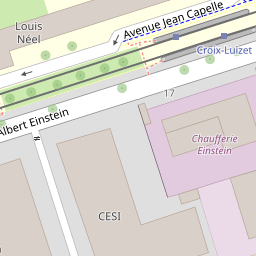 Louis
Néel
Avenue Jean Capelle
Croix-Luizet
Albert Einstein
17
Chaufferie
Einstein
CESI